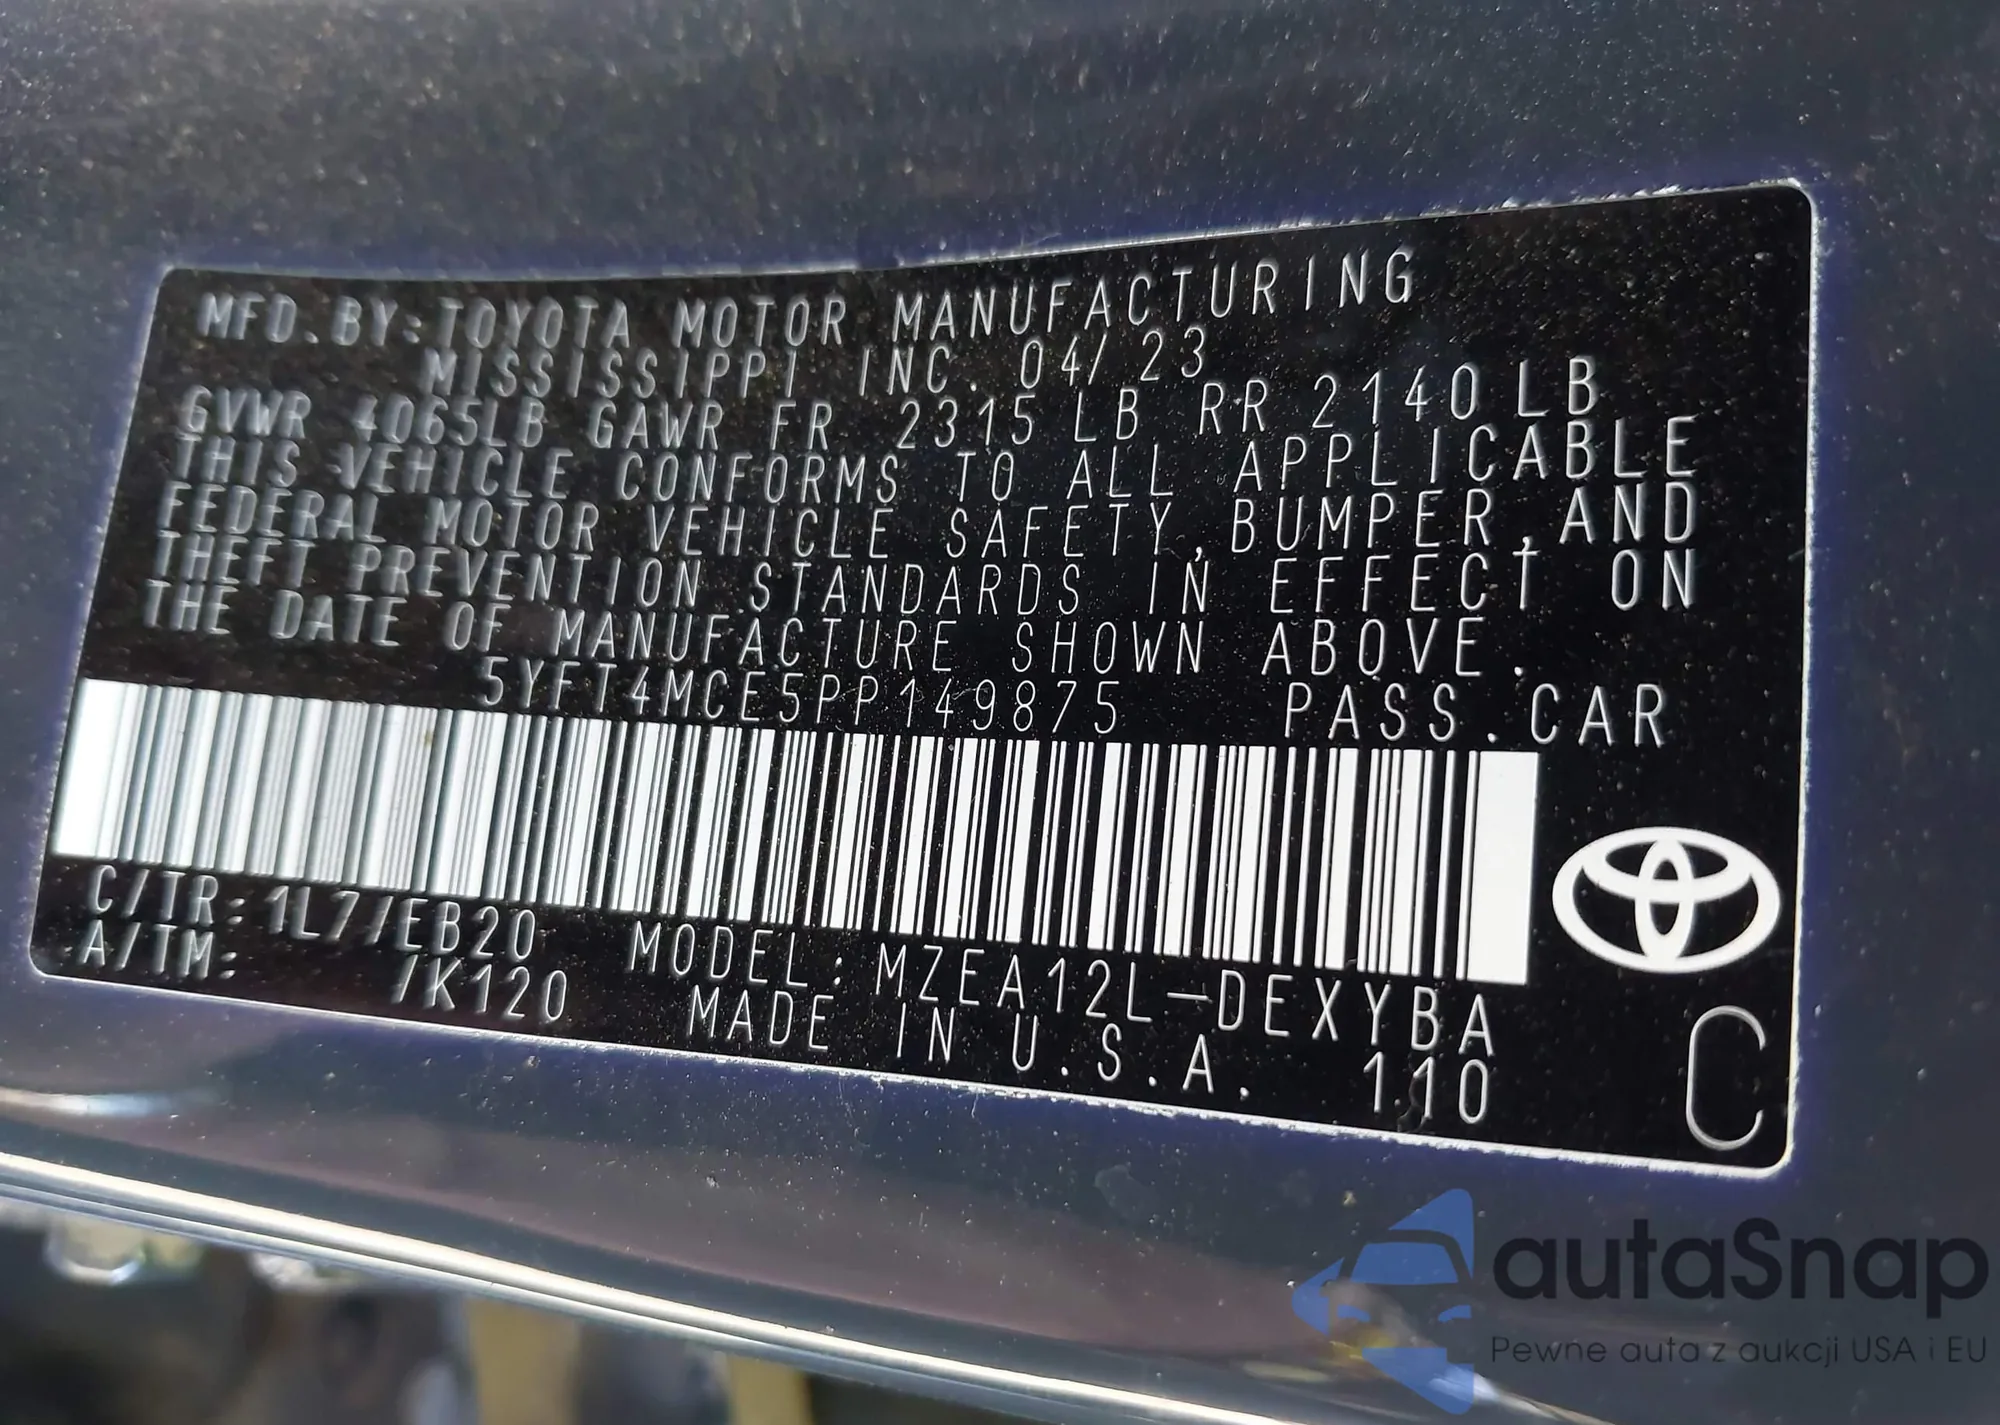 MFD.BY:TOYOTA MOTOR MANUFACTURING
MISSISSIPPI INC. 04/23
GVWR 4065LB GAWR FR 2315 LB RR 2140LB
THIS VEHICLE CONFORMS TO ALL APPLICABLE
FEDERAL MOTOR VEHICLE SAFETY,BUMPER,AND
THEFT PREVENTION STANDARDS IN EFFECT ON
THE DATE OF MANUFACTURE SHOWN ABOVE.
5YFT4MCE5PP149875 PASS.CAR
C/TR:1L7/EB20 MODEL:MZEA12L-DEXYBA
A/TM: /K120 MADE IN U.S.A. 110
C
autaSnap
Pewne auta z aukcji USA i EU